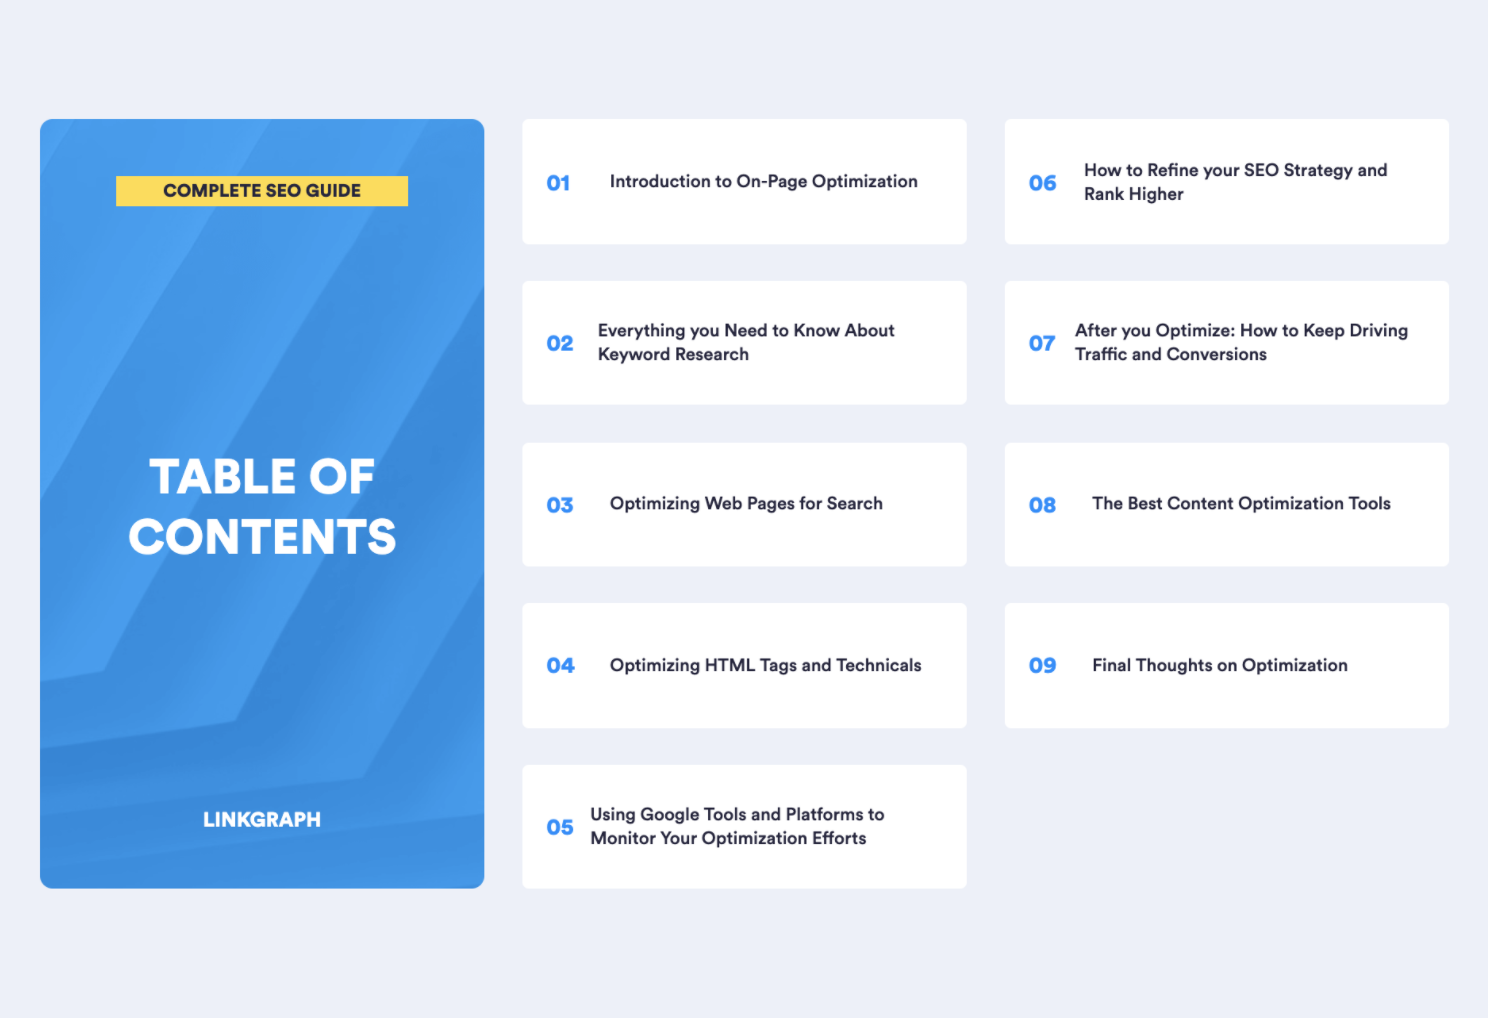 COMPLETE SEO GUIDE
TABLE OF
CONTENTS
LINKGRAPH
01
Introduction to On-Page Optimization
02
Everything you Need to Know About
Keyword Research
03
Optimizing Web Pages for Search
04
Optimizing HTML Tags and Technicals
05
Using Google Tools and Platforms to
Monitor Your Optimization Efforts
06
How to Refine your SEO Strategy and
Rank Higher
07
After you Optimize: How to Keep Driving
Traffic and Conversions
08
The Best Content Optimization Tools
09
Final Thoughts on Optimization